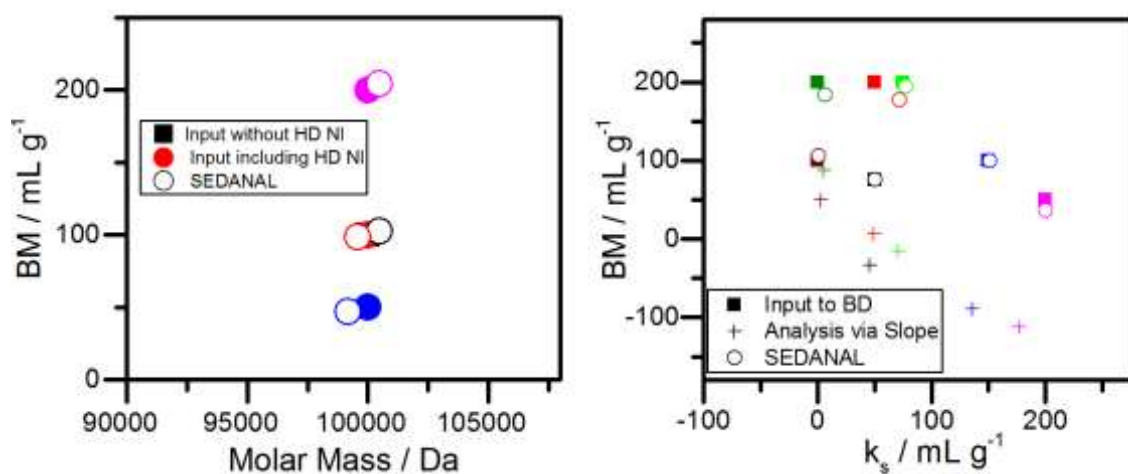 BM / mL g⁻¹
200
100
0
Input without HD NI
Input including HD NI
SEDANAL
90000
95000
100000
105000
Molar Mass / Da
BM / mL g⁻¹
200
100
0
-100
Input to BD
Analysis via Slope
SEDANAL
-100
0
100
200
kₛ / mL g⁻¹